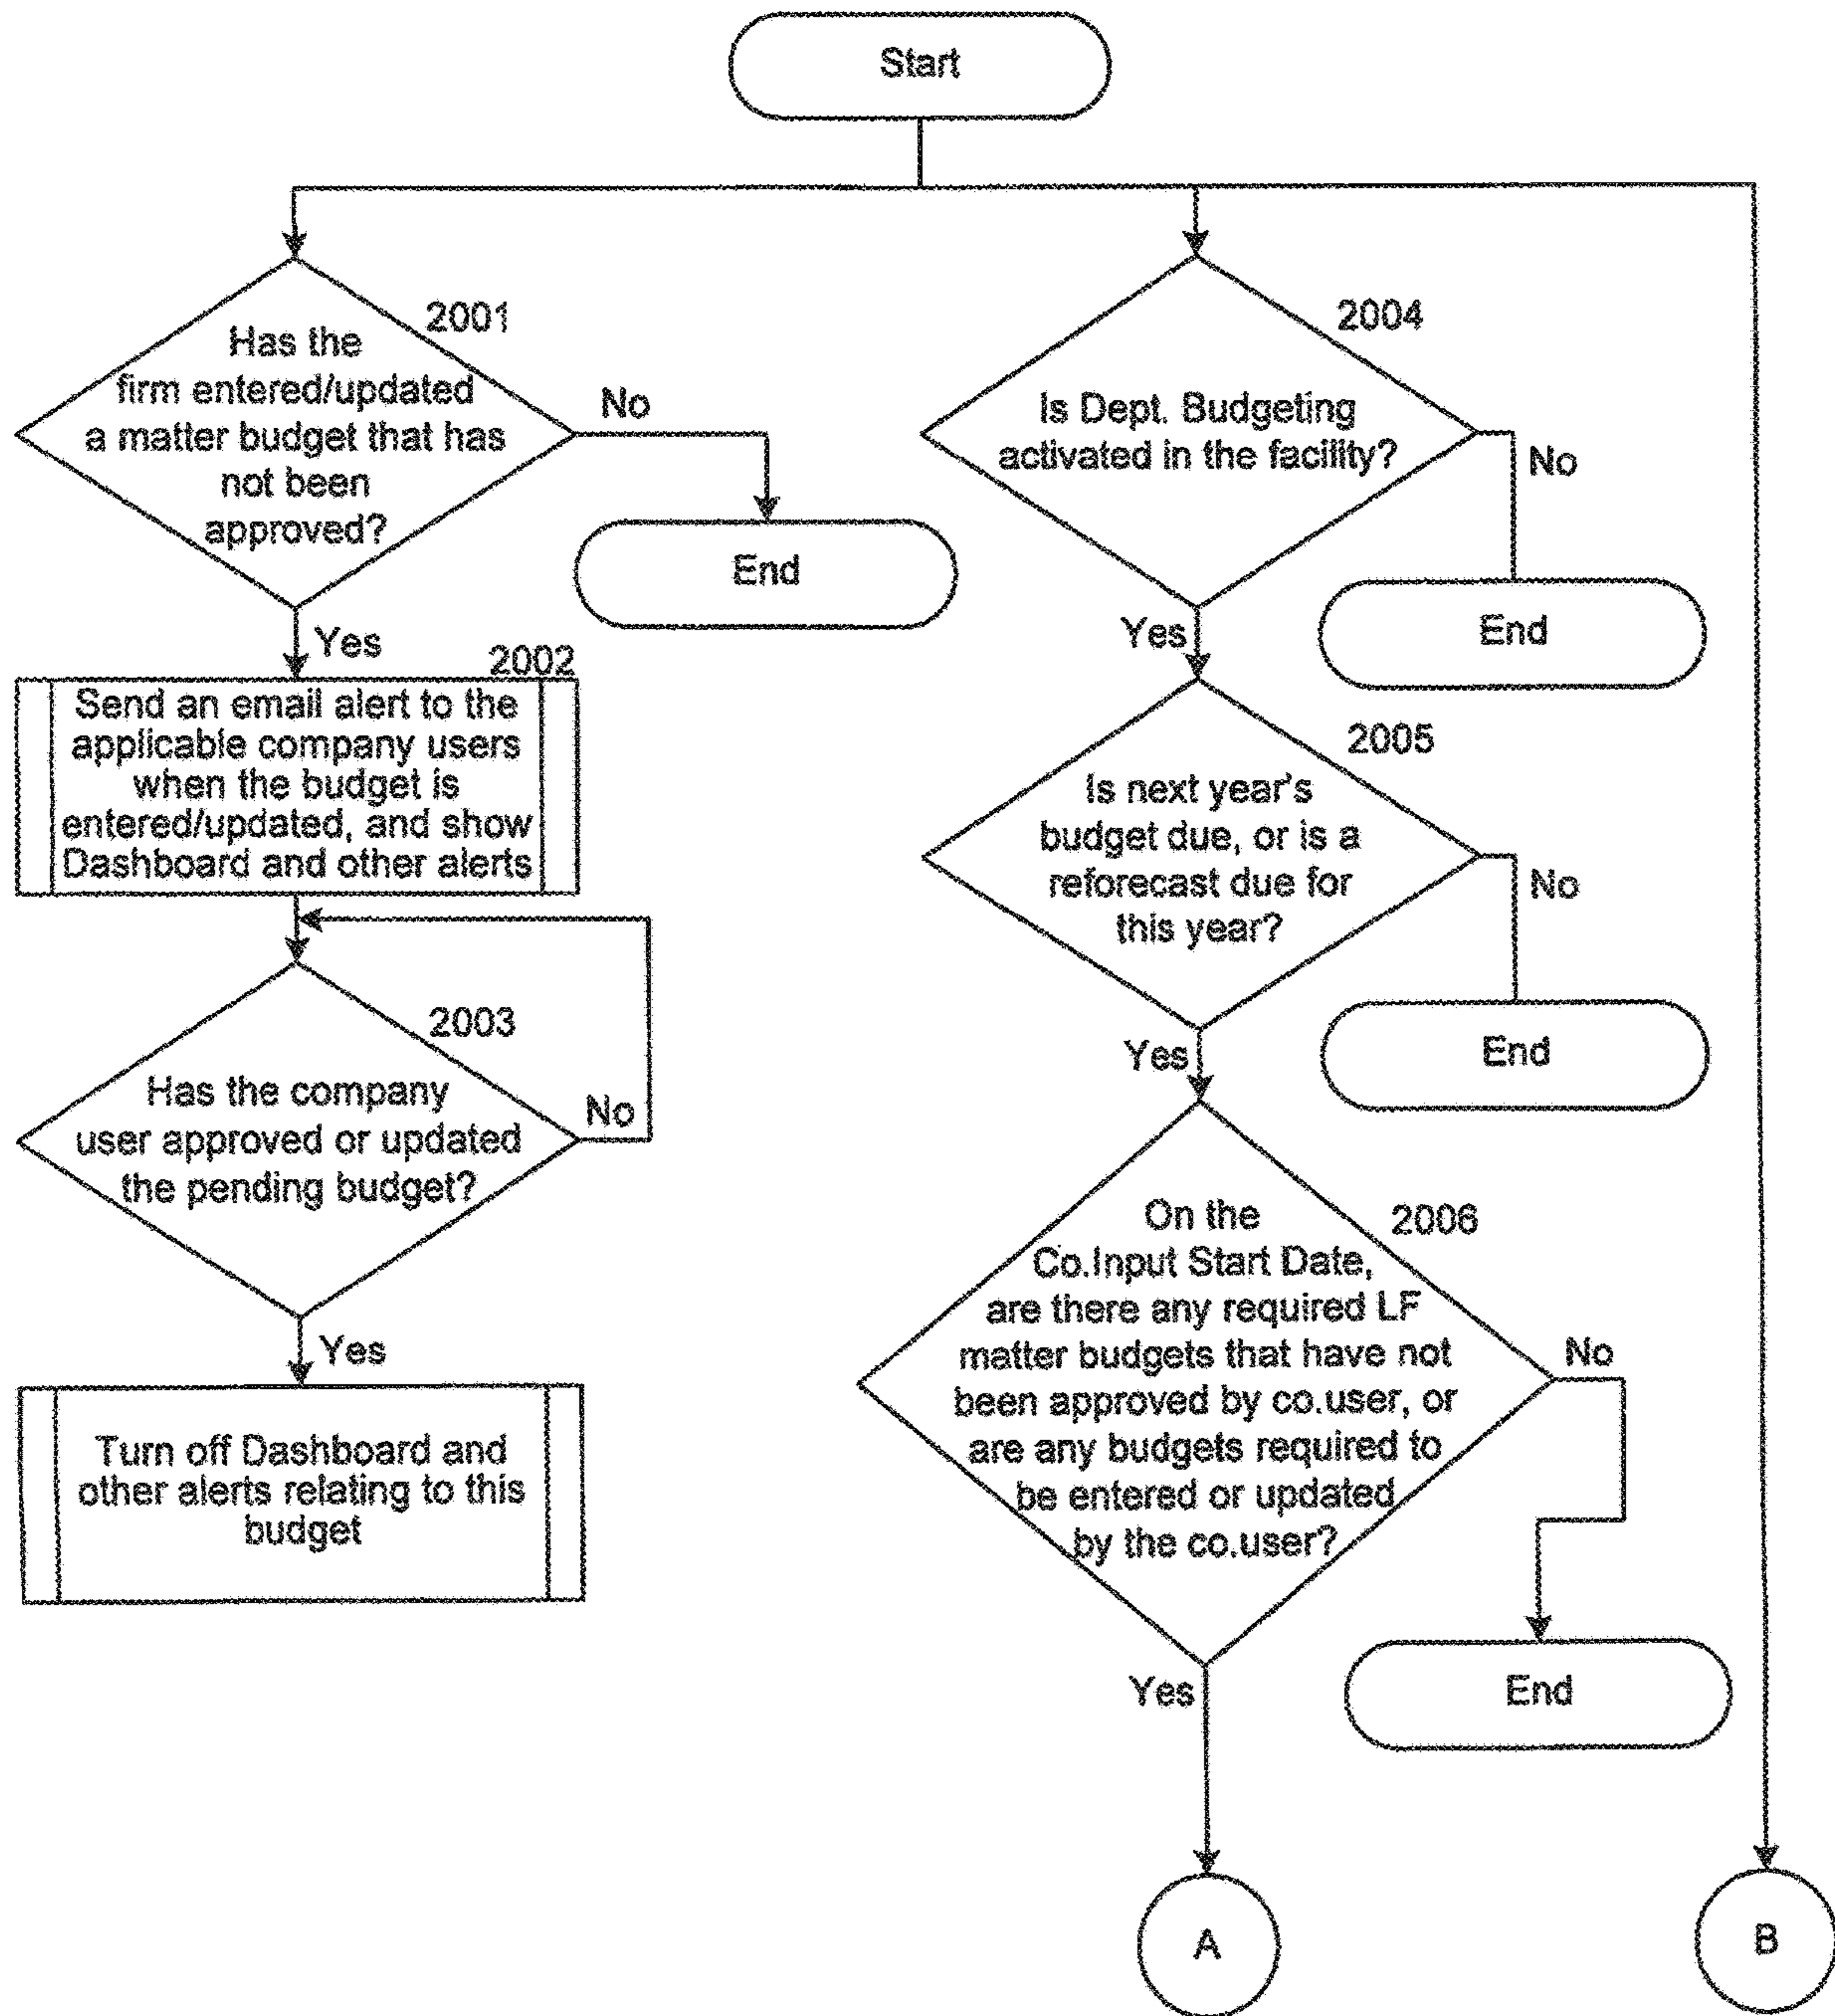 Start
2001
Has the
firm entered/updated
a matter budget that has
not been
approved?
No
End
Yes
2002
Send an email alert to the
applicable company users
when the budget is
entered/updated, and show
Dashboard and other alerts
2003
Has the company
user approved or updated
the pending budget?
No
Yes
Turn off Dashboard and
other alerts relating to this
budget
2004
Is Dept. Budgeting
activated in the facility?
No
End
Yes
2005
Is next year's
budget due, or is a
reforecast due for
this year?
No
End
Yes
2006
On the
Co.Input Start Date,
are there any required LF
matter budgets that have not
been approved by co.user, or
are any budgets required to
be entered or updated
by the co.user?
No
End
Yes
A
B